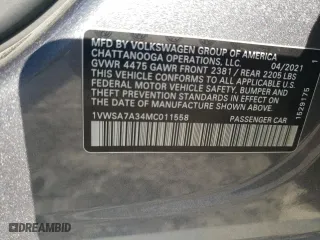 MFD. BY VOLKSWAGEN GROUP OF AMERICA
CHATTANOOGA OPERATIONS, LLC. 04/2021
GVWR 4475 GAWR FRONT 2381 / REAR 2205 LBS
THIS VEHICLE CONFORMS TO ALL APPLICABLE
FEDERAL MOTOR VEHICLE SAFETY, BUMPER, AND
THEFT PREVENTION STANDARDS IN EFFECT ON THE
DATE OF MANUFACTURE SHOWN ABOVE.
1VWSA7A34MC011558 PASSENGER CAR
1529175
1
DREAMBID